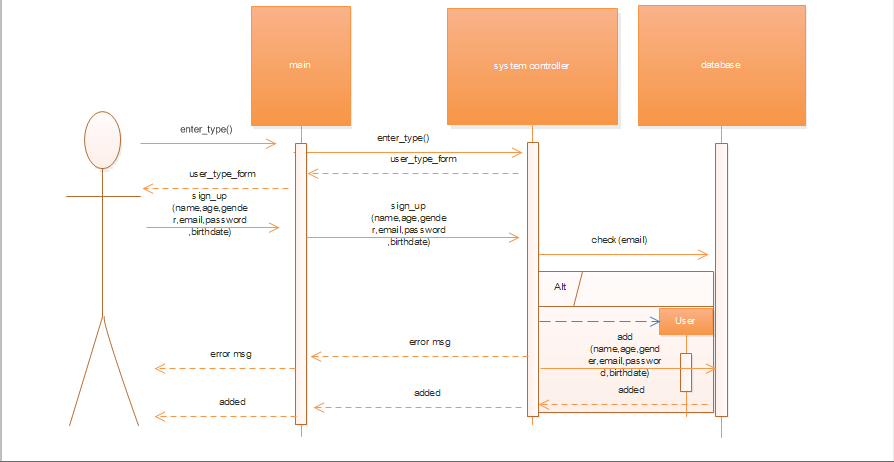 main
system controller
database
enter_type()
enter_type()
user_type_form
user_type_form
sign_up
(name,age,gende
r,email,password
,birthdate)
sign_up
(name,age,gende
r,email,password
,birthdate)
check(email)
Alt
User
add
(name,age,gend
er,email,passwor
d,birthdate)
error msg
error msg
added
added
added